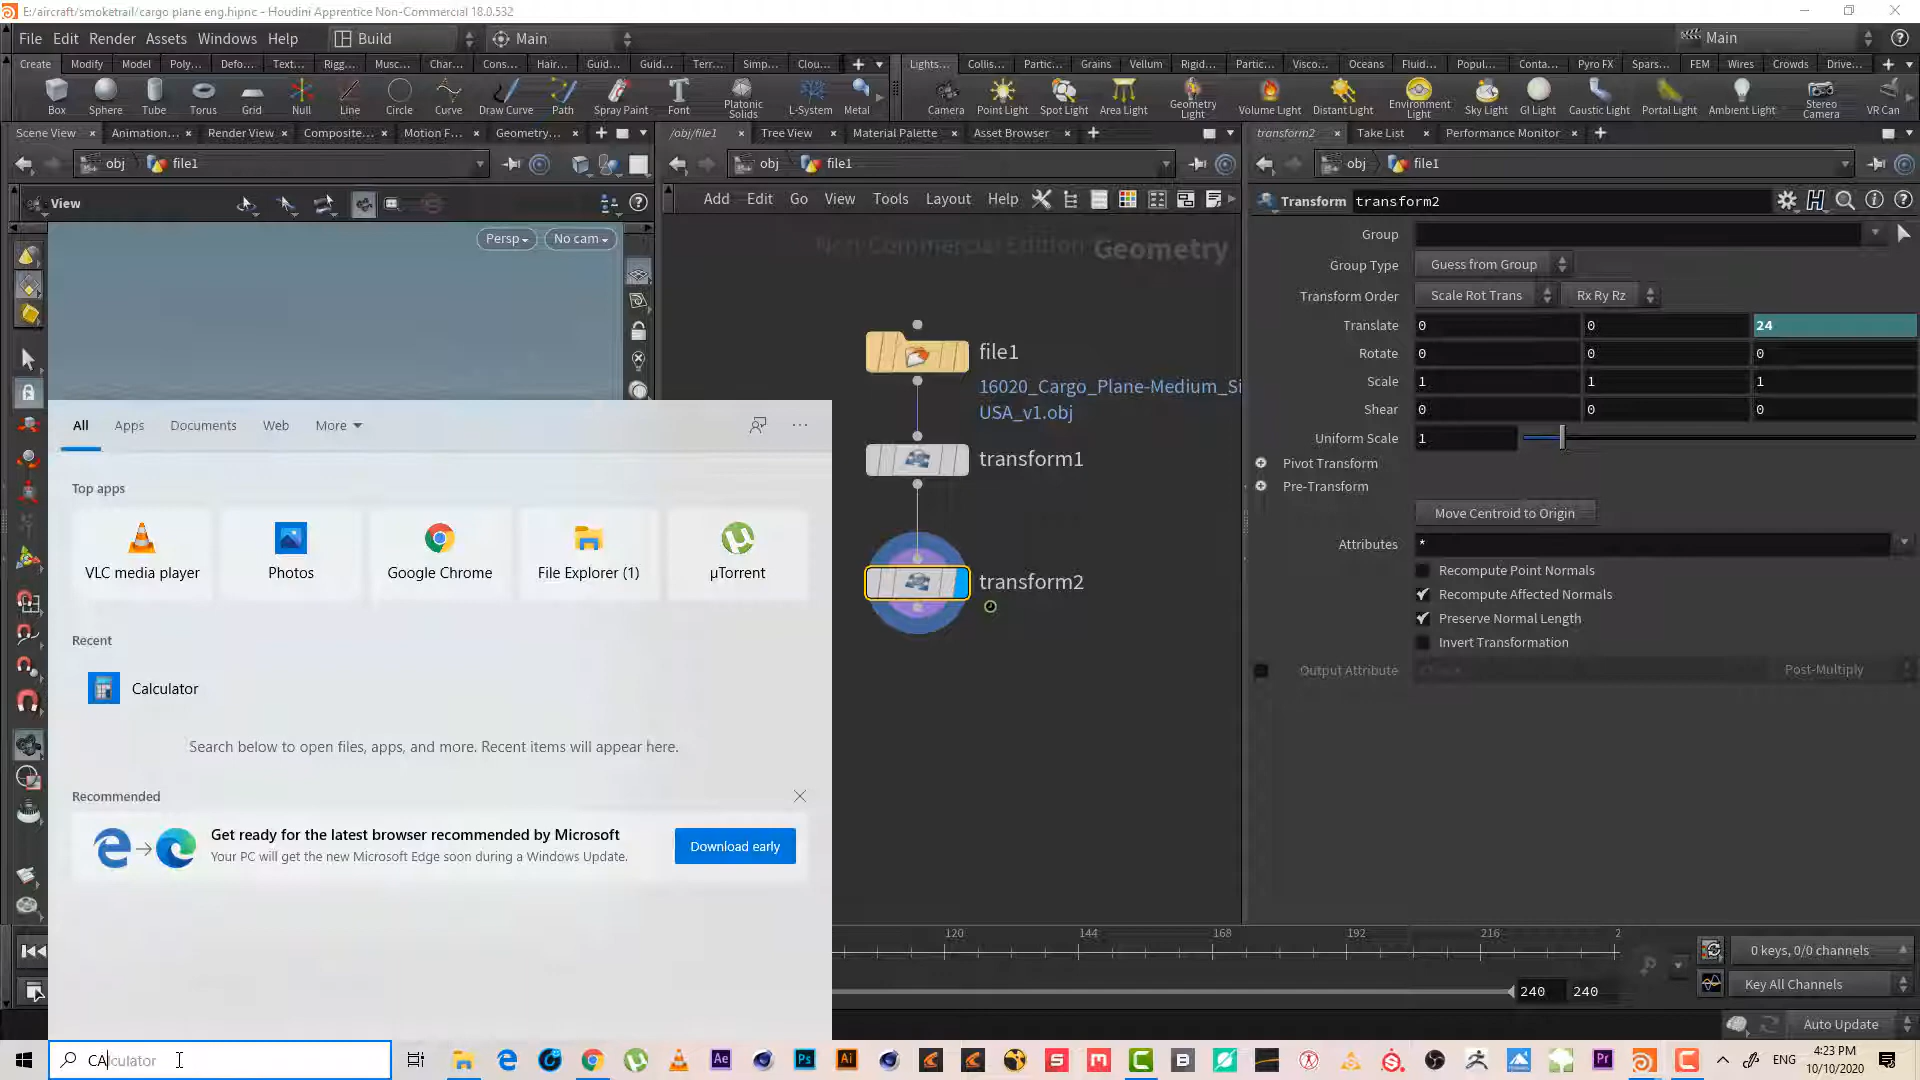 E:/aircraft/smoketrail/cargo plane eng.hipnc - Houdini Apprentice Non-Commercial 18.0.532
File Edit Render Assets Windows Help Build Main Main
Create Modify Model Poly... Defo... Text... Rigg... Musc... Char... Cons... Hair... Guid... Guid... Terr... Simp... Clou... Lights... Collis... Partic... Grains Vellum Rigid... Partic... Visco... Oceans Fluid... Popul... Conta... Pyro FX Spars... FEM Wires Crowds Drive...
Box Sphere Tube Torus Grid Null Line Circle Curve Draw Curve Path Spray Paint Font Platonic Solids L-System Metal Camera Point Light Spot Light Area Light Geometry Light Volume Light Distant Light Environment Light Sky Light GI Light Caustic Light Portal Light Ambient Light Stereo Camera VR Can
Scene View Animation... Render View Composite... Motion F... Geometry... /obj/file1 Tree View Material Palette Asset Browser transform2 Take List Performance Monitor
obj file1 obj file1 obj file1
View Add Edit Go View Tools Layout Help Transform transform2
Persp No cam
Non-Commercial Edition Geometry
file1
16020_Cargo_Plane-Medium_Si
USA_v1.obj
transform1
transform2
Group
Group Type Guess from Group
Transform Order Scale Rot Trans Rx Ry Rz
Translate 0 0 24
Rotate 0 0 0
Scale 1 1 1
Shear 0 0 0
Uniform Scale 1
Pivot Transform
Pre-Transform
Move Centroid to Origin
Attributes *
Recompute Point Normals
Recompute Affected Normals
Preserve Normal Length
Invert Transformation
Output Attribute Post-Multiply
All Apps Documents Web More
Top apps
VLC media player Photos Google Chrome File Explorer (1) µTorrent
Recent
Calculator
Search below to open files, apps, and more. Recent items will appear here.
Recommended
Get ready for the latest browser recommended by Microsoft
Your PC will get the new Microsoft Edge soon during a Windows Update.
Download early
120 144 168 192 216 2
0 keys, 0/0 channels
240 240 Key All Channels
Auto Update
CAlculator
ENG 4:23 PM
10/10/2020